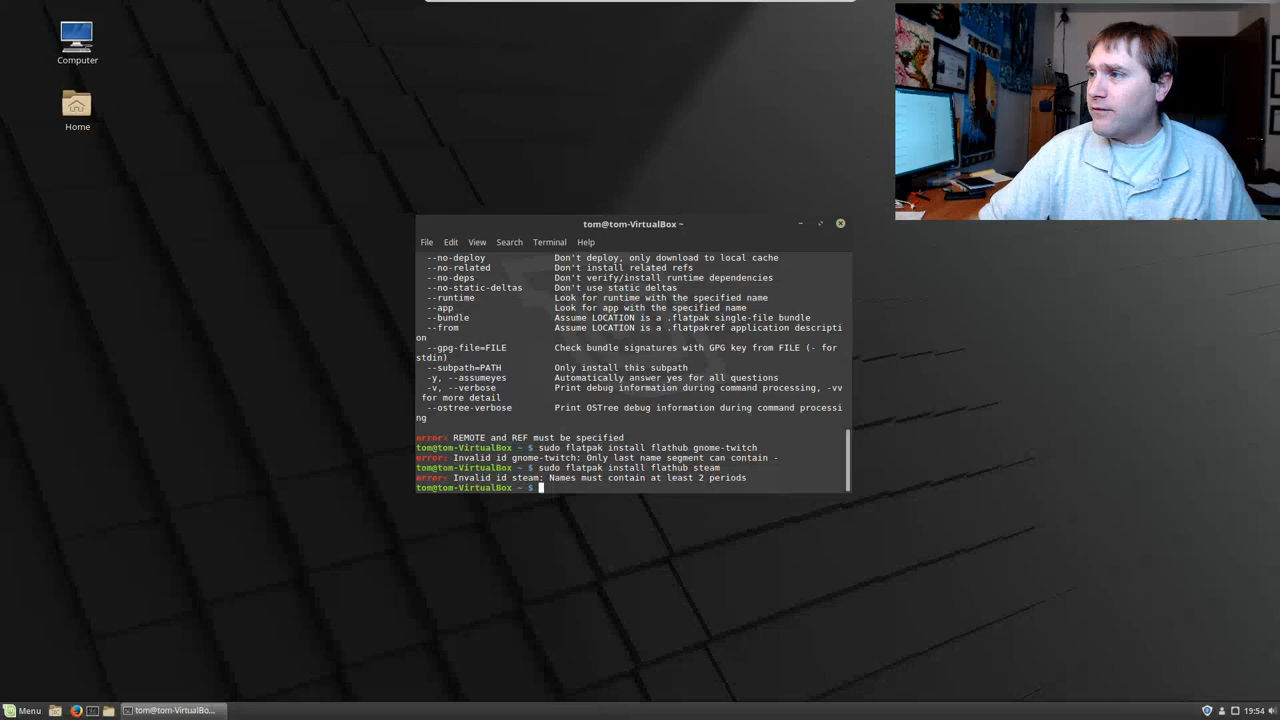 Computer
Home
tom@tom-VirtualBox ~
File Edit View Search Terminal Help
--no-deploy Don't deploy, only download to local cache
--no-related Don't install related refs
--no-deps Don't verify/install runtime dependencies
--no-static-deltas Don't use static deltas
--runtime Look for runtime with the specified name
--app Look for app with the specified name
--bundle Assume LOCATION is a .flatpak single-file bundle
--from Assume LOCATION is a .flatpakref application descripti
on
--gpg-file=FILE Check bundle signatures with GPG key from FILE (- for
stdin)
--subpath=PATH Only install this subpath
-y, --assumeyes Automatically answer yes for all questions
-v, --verbose Print debug information during command processing, -vv
for more detail
--ostree-verbose Print OSTree debug information during command processi
ng
error: REMOTE and REF must be specified
tom@tom-VirtualBox ~ $ sudo flatpak install flathub gnome-twitch
error: Invalid id gnome-twitch: Only last name segment can contain -
tom@tom-VirtualBox ~ $ sudo flatpak install flathub steam
error: Invalid id steam: Names must contain at least 2 periods
tom@tom-VirtualBox ~ $
Menu
tom@tom-VirtualBo...
19:54